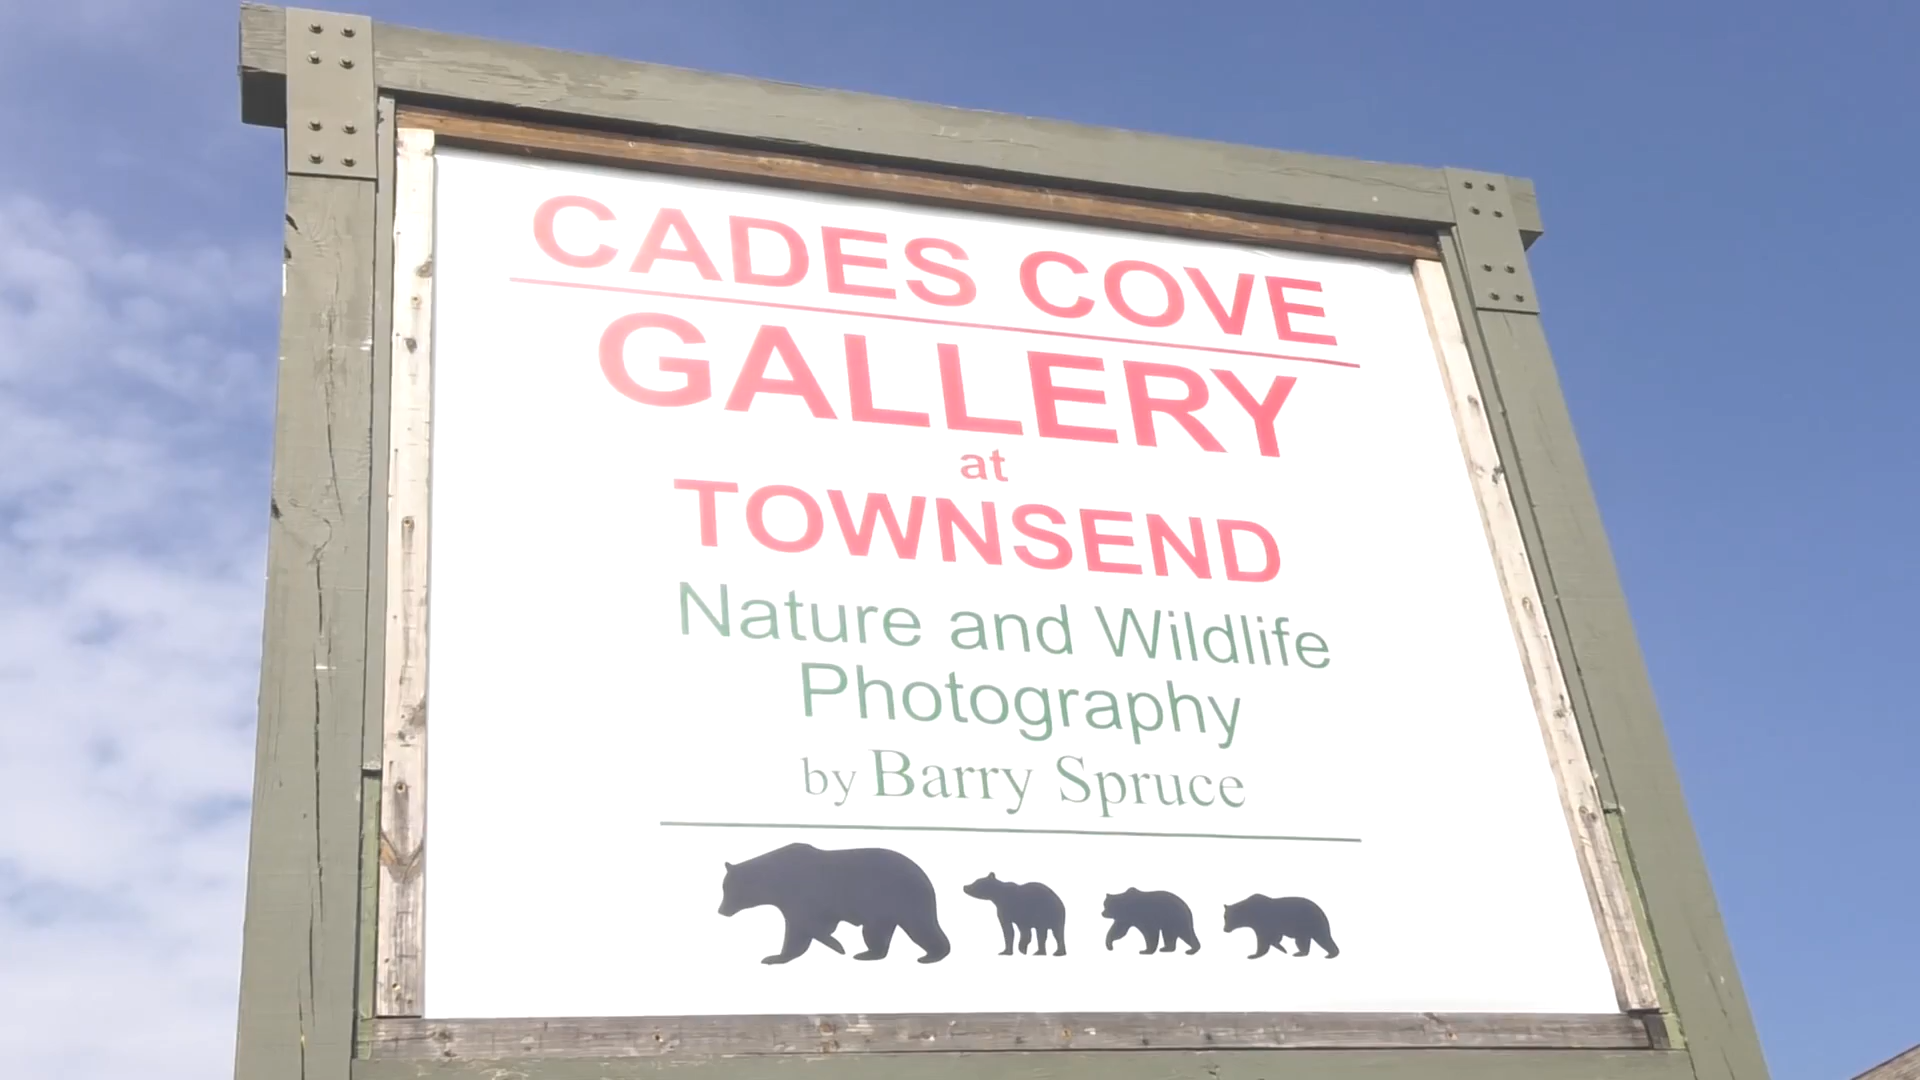 CADES COVE
GALLERY
at
TOWNSEND
Nature and Wildlife
Photography
by Barry Spruce